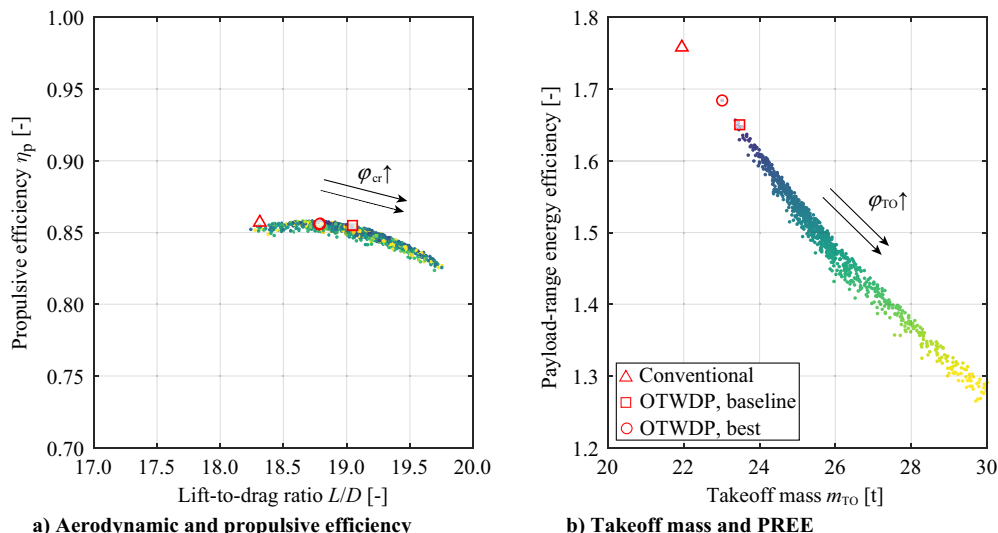 1.00
0.95
0.90
0.85
0.80
0.75
0.70
17.0 17.5 18.0 18.5 19.0 19.5 20.0
Propulsive efficiency ηp [-]
Lift-to-drag ratio L/D [-]
φcr↑
a) Aerodynamic and propulsive efficiency
1.8
1.7
1.6
1.5
1.4
1.3
1.2
20 22 24 26 28 30
Payload-range energy efficiency [-]
Takeoff mass mTO [t]
φTO↑
Conventional
OTWDP, baseline
OTWDP, best
b) Takeoff mass and PREE